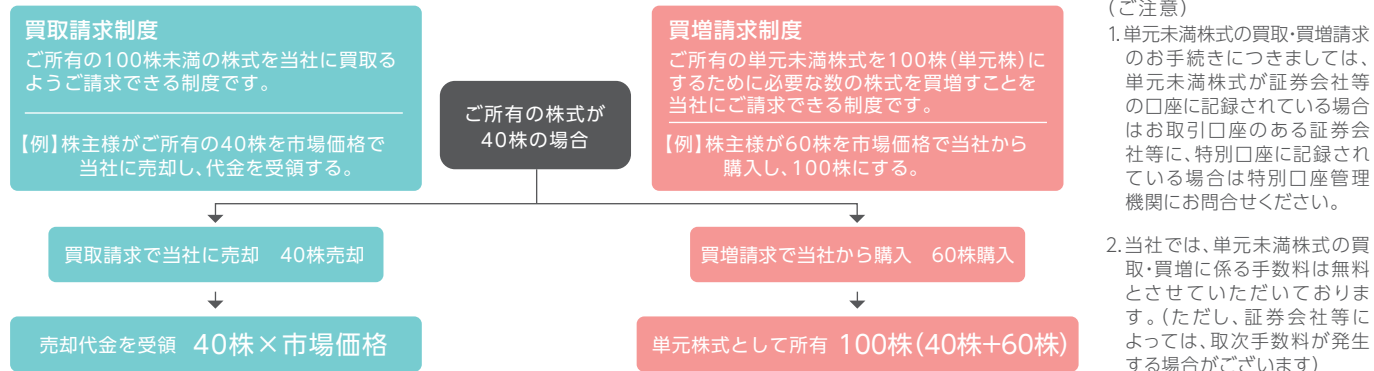 買取請求制度
ご所有の100株未満の株式を当社に買取る
ようご請求できる制度です。
【例】株主様がご所有の40株を市場価格で
当社に売却し、代金を受領する。
ご所有の株式が
40株の場合
買増請求制度
ご所有の単元未満株式を100株(単元株)に
するために必要な数の株式を買増すことを
当社にご請求できる制度です。
【例】株主様が60株を市場価格で当社から
購入し、100株にする。
買取請求で当社に売却　40株売却
買増請求で当社から購入　60株購入
売却代金を受領 40株×市場価格
単元株式として所有 100株(40株+60株)
(ご注意)
1.単元未満株式の買取・買増請求
のお手続きにつきましては、
単元未満株式が証券会社等
の口座に記録されている場合
はお取引口座のある証券会
社等に、特別口座に記録され
ている場合は特別口座管理
機関にお問合せください。
2.当社では、単元未満株式の買
取・買増に係る手数料は無料
とさせていただいておりま
す。(ただし、証券会社等に
よっては、取次手数料が発生
する場合がございます)